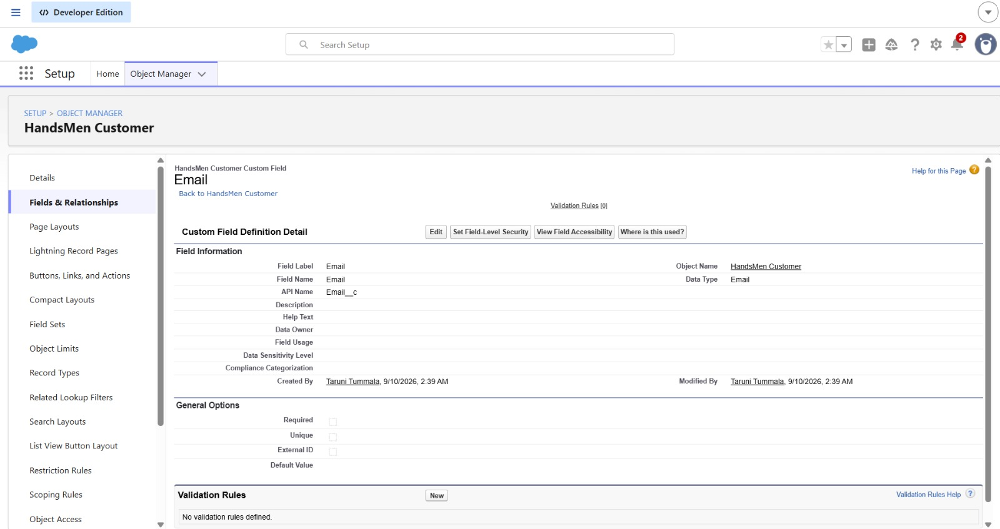 Developer Edition
Search Setup
2
Setup
Home
Object Manager
SETUP > OBJECT MANAGER
HandsMen Customer
Details
Fields & Relationships
Page Layouts
Lightning Record Pages
Buttons, Links, and Actions
Compact Layouts
Field Sets
Object Limits
Record Types
Related Lookup Filters
Search Layouts
List View Button Layout
Restriction Rules
Scoping Rules
Object Access
HandsMen Customer Custom Field
Email
Back to HandsMen Customer
Help for this Page ?
Validation Rules [0]
Custom Field Definition Detail Edit Set Field-Level Security View Field Accessibility Where is this used?
Field Information
Field Label Email Object Name HandsMen Customer
Field Name Email Data Type Email
API Name Email__c
Description
Help Text
Data Owner
Field Usage
Data Sensitivity Level
Compliance Categorization
Created By Taruni Tummala, 9/10/2026, 2:39 AM Modified By Taruni Tummala, 9/10/2026, 2:39 AM
General Options
Required
Unique
External ID
Default Value
Validation Rules New Validation Rules Help ?
No validation rules defined.